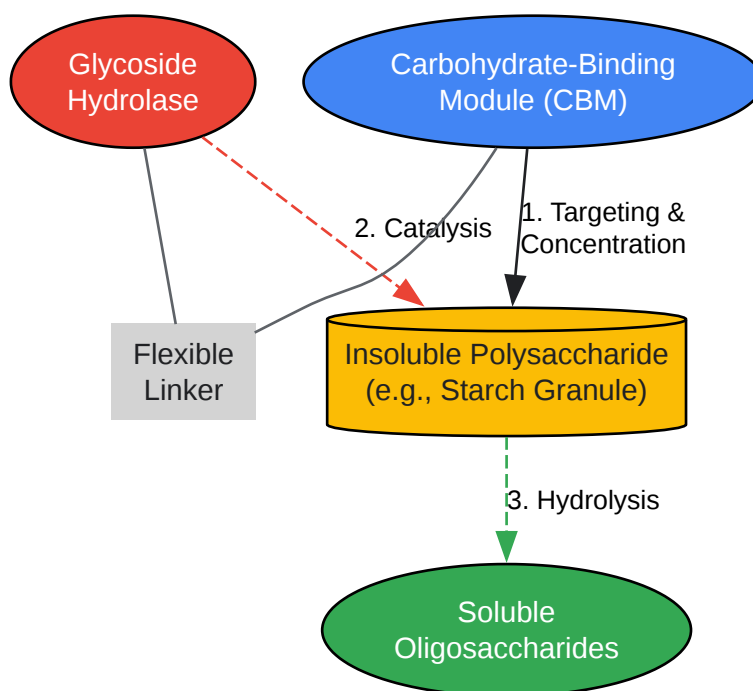 Glycoside
Hydrolase
Carbohydrate-Binding
Module (CBM)
2. Catalysis
1. Targeting &
Concentration
Flexible
Linker
Insoluble Polysaccharide
(e.g., Starch Granule)
3. Hydrolysis
Soluble
Oligosaccharides